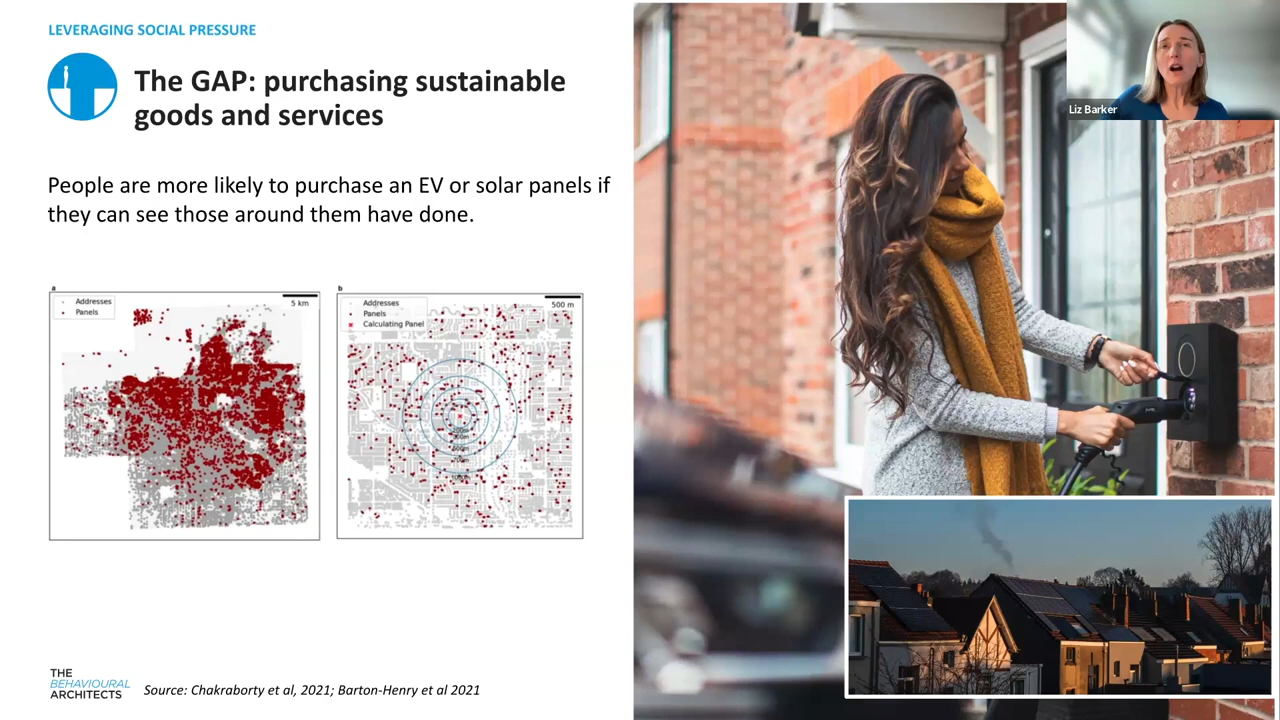 LEVERAGING SOCIAL PRESSURE
The GAP: purchasing sustainable
goods and services
People are more likely to purchase an EV or solar panels if
they can see those around them have done.
a
Addresses
Panels
5 km
b
Addresses
Panels
Calculating Panel
500 m
THE
BEHAVIOURAL
ARCHITECTS
Source: Chakraborty et al, 2021; Barton-Henry et al 2021
Liz Barker